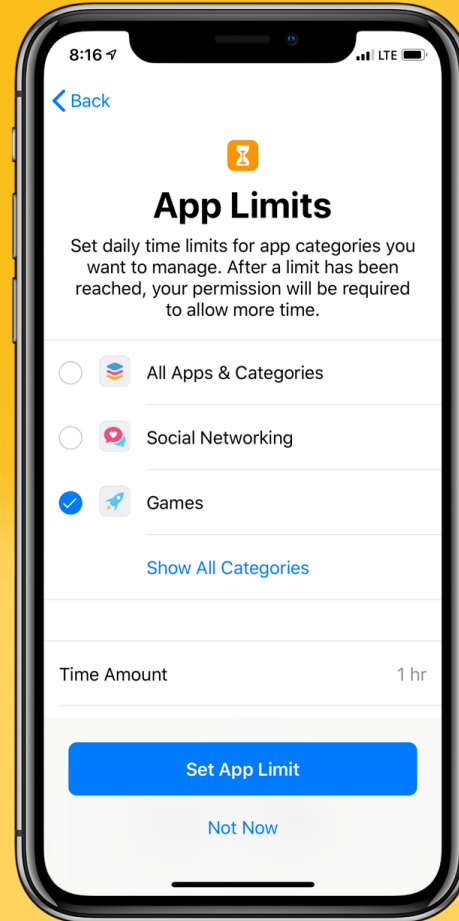 8:16
LTE
Back
App Limits
Set daily time limits for app categories you
want to manage. After a limit has been
reached, your permission will be required
to allow more time.
All Apps & Categories
Social Networking
Games
Show All Categories
Time Amount 1 hr
Set App Limit
Not Now